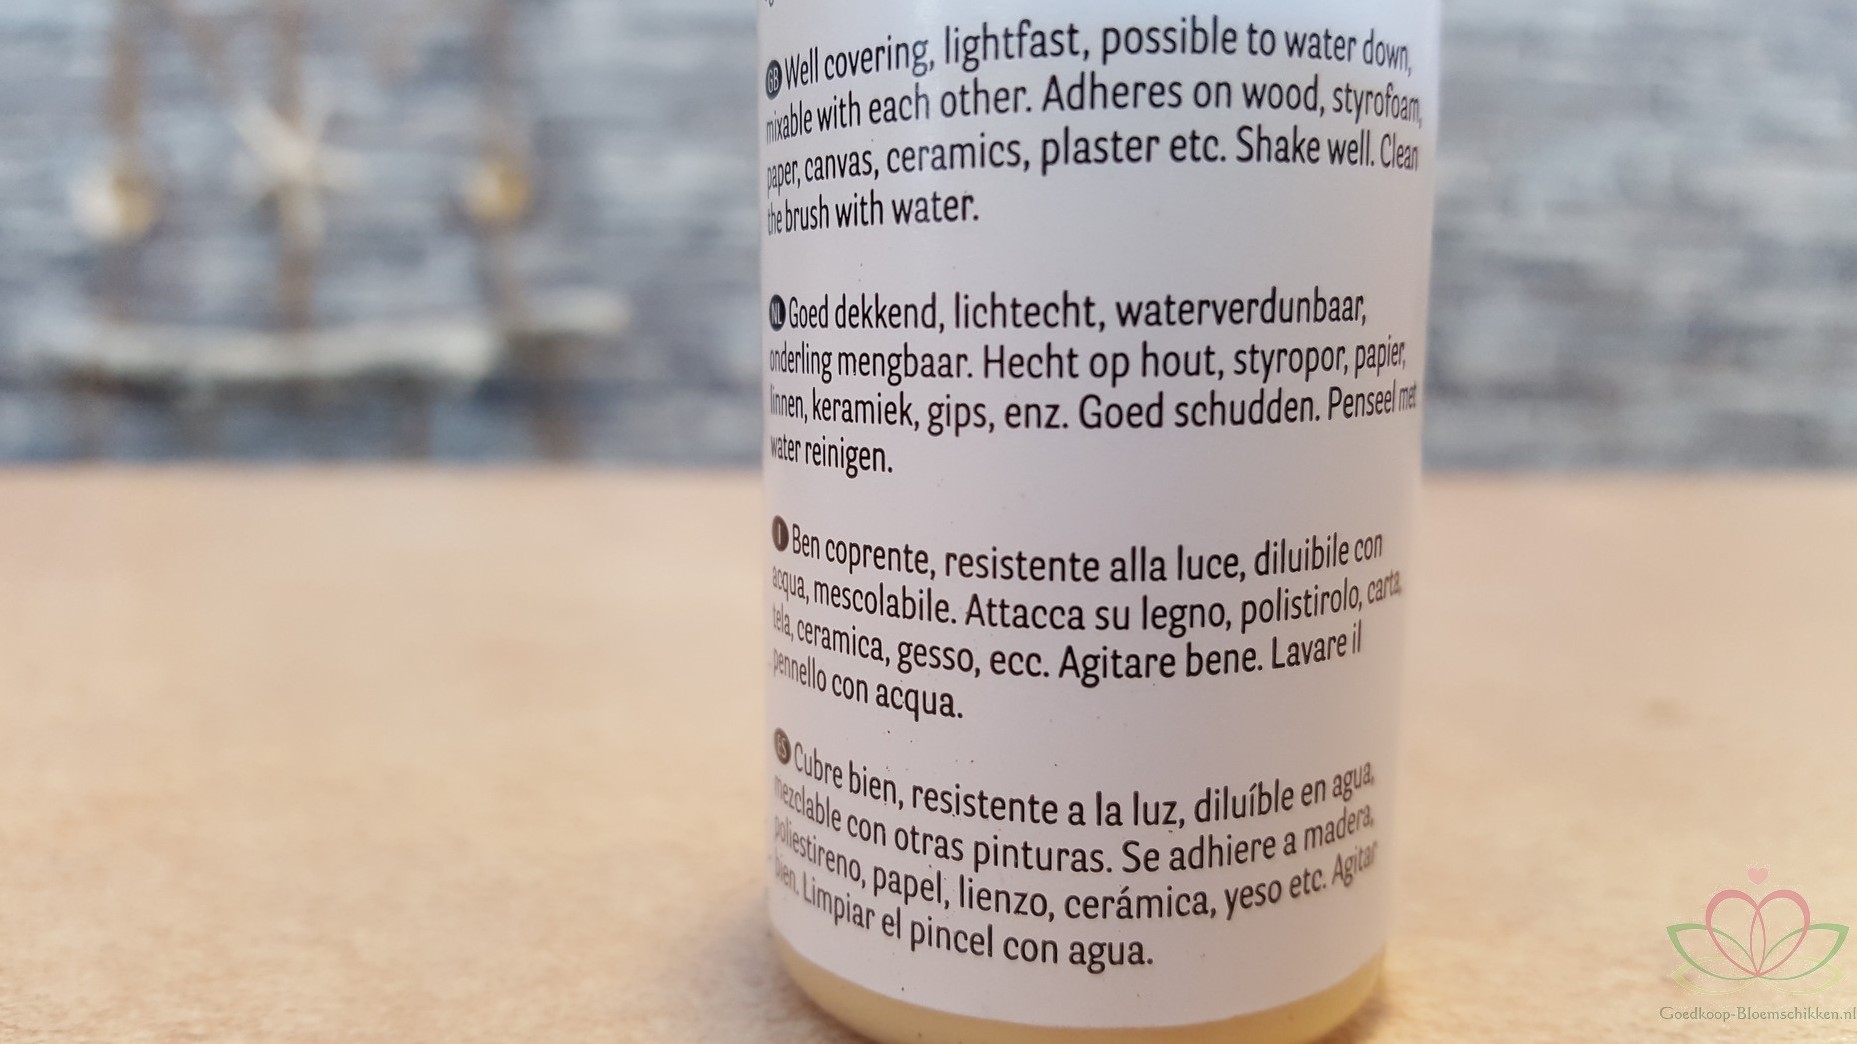 GB Well covering, lightfast, possible to water down,
mixable with each other. Adheres on wood, styrofoam,
paper, canvas, ceramics, plaster etc. Shake well. Clean
the brush with water.
NL Goed dekkend, lichtecht, waterverdunbaar,
onderling mengbaar. Hecht op hout, styropor, papier,
linnen, keramiek, gips, enz. Goed schudden. Penseel met
water reinigen.
I Ben coprente, resistente alla luce, diluibile con
acqua, mescolabile. Attacca su legno, polistirolo, carta,
tela, ceramica, gesso, ecc. Agitare bene. Lavare il
pennello con acqua.
ES Cubre bien, resistente a la luz, diluíble en agua,
mezclable con otras pinturas. Se adhiere a madera,
poliestireno, papel, lienzo, cerámica, yeso etc. Agitar
bien. Limpiar el pincel con agua.
Goedkoop-Bloemschikken.nl